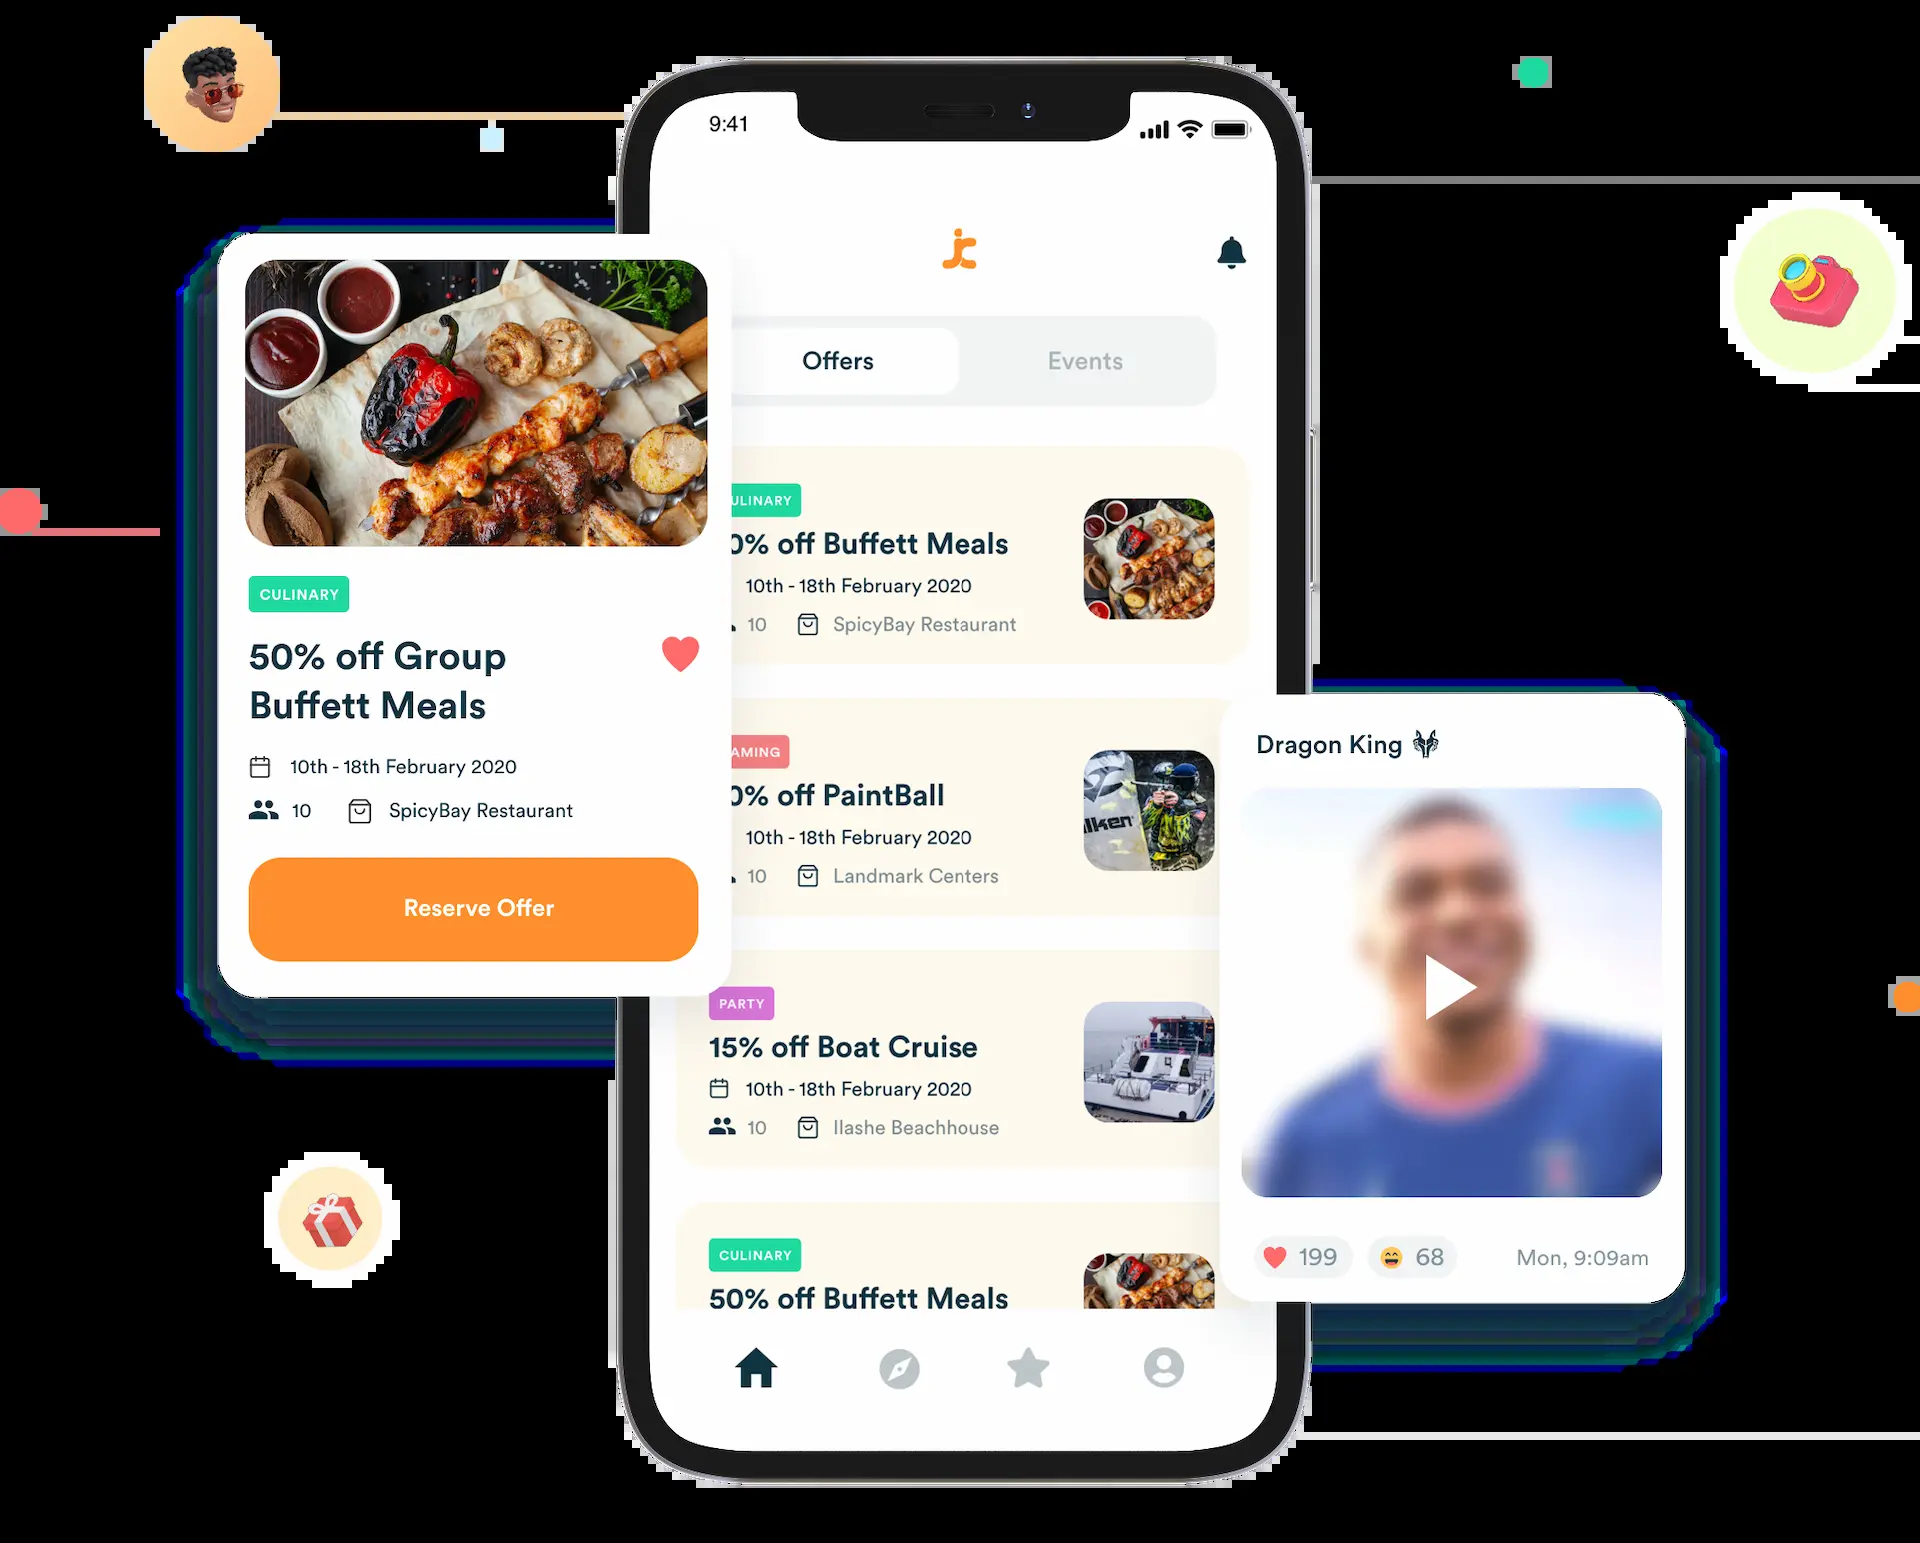 9:41
Offers
Events
CULINARY
50% off Group
Buffett Meals
10th - 18th February 2020
10
SpicyBay Restaurant
Reserve Offer
ULINARY
0% off Buffett Meals
10th - 18th February 2020
10
SpicyBay Restaurant
AMING
0% off PaintBall
10th - 18th February 2020
10
Landmark Centers
PARTY
15% off Boat Cruise
10th - 18th February 2020
10
Ilashe Beachhouse
CULINARY
50% off Buffett Meals
Dragon King
199
68
Mon, 9:09am